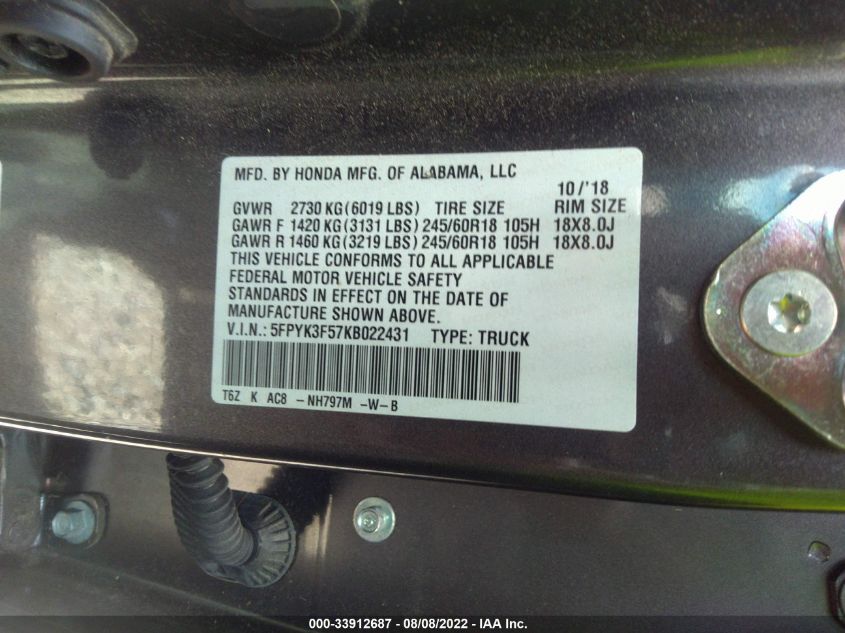 MFD. BY HONDA MFG. OF ALABAMA, LLC
10/'18
GVWR 2730 KG(6019 LBS) TIRE SIZE RIM SIZE
GAWR F 1420 KG(3131 LBS) 245/60R18 105H 18X8.0J
GAWR R 1460 KG(3219 LBS) 245/60R18 105H 18X8.0J
THIS VEHICLE CONFORMS TO ALL APPLICABLE
FEDERAL MOTOR VEHICLE SAFETY
STANDARDS IN EFFECT ON THE DATE OF
MANUFACTURE SHOWN ABOVE.
V.I.N.: 5FPYK3F57KB022431 TYPE: TRUCK
T6Z K AC8 -NH797M -W-B
000-33912687 - 08/08/2022 - IAA Inc.